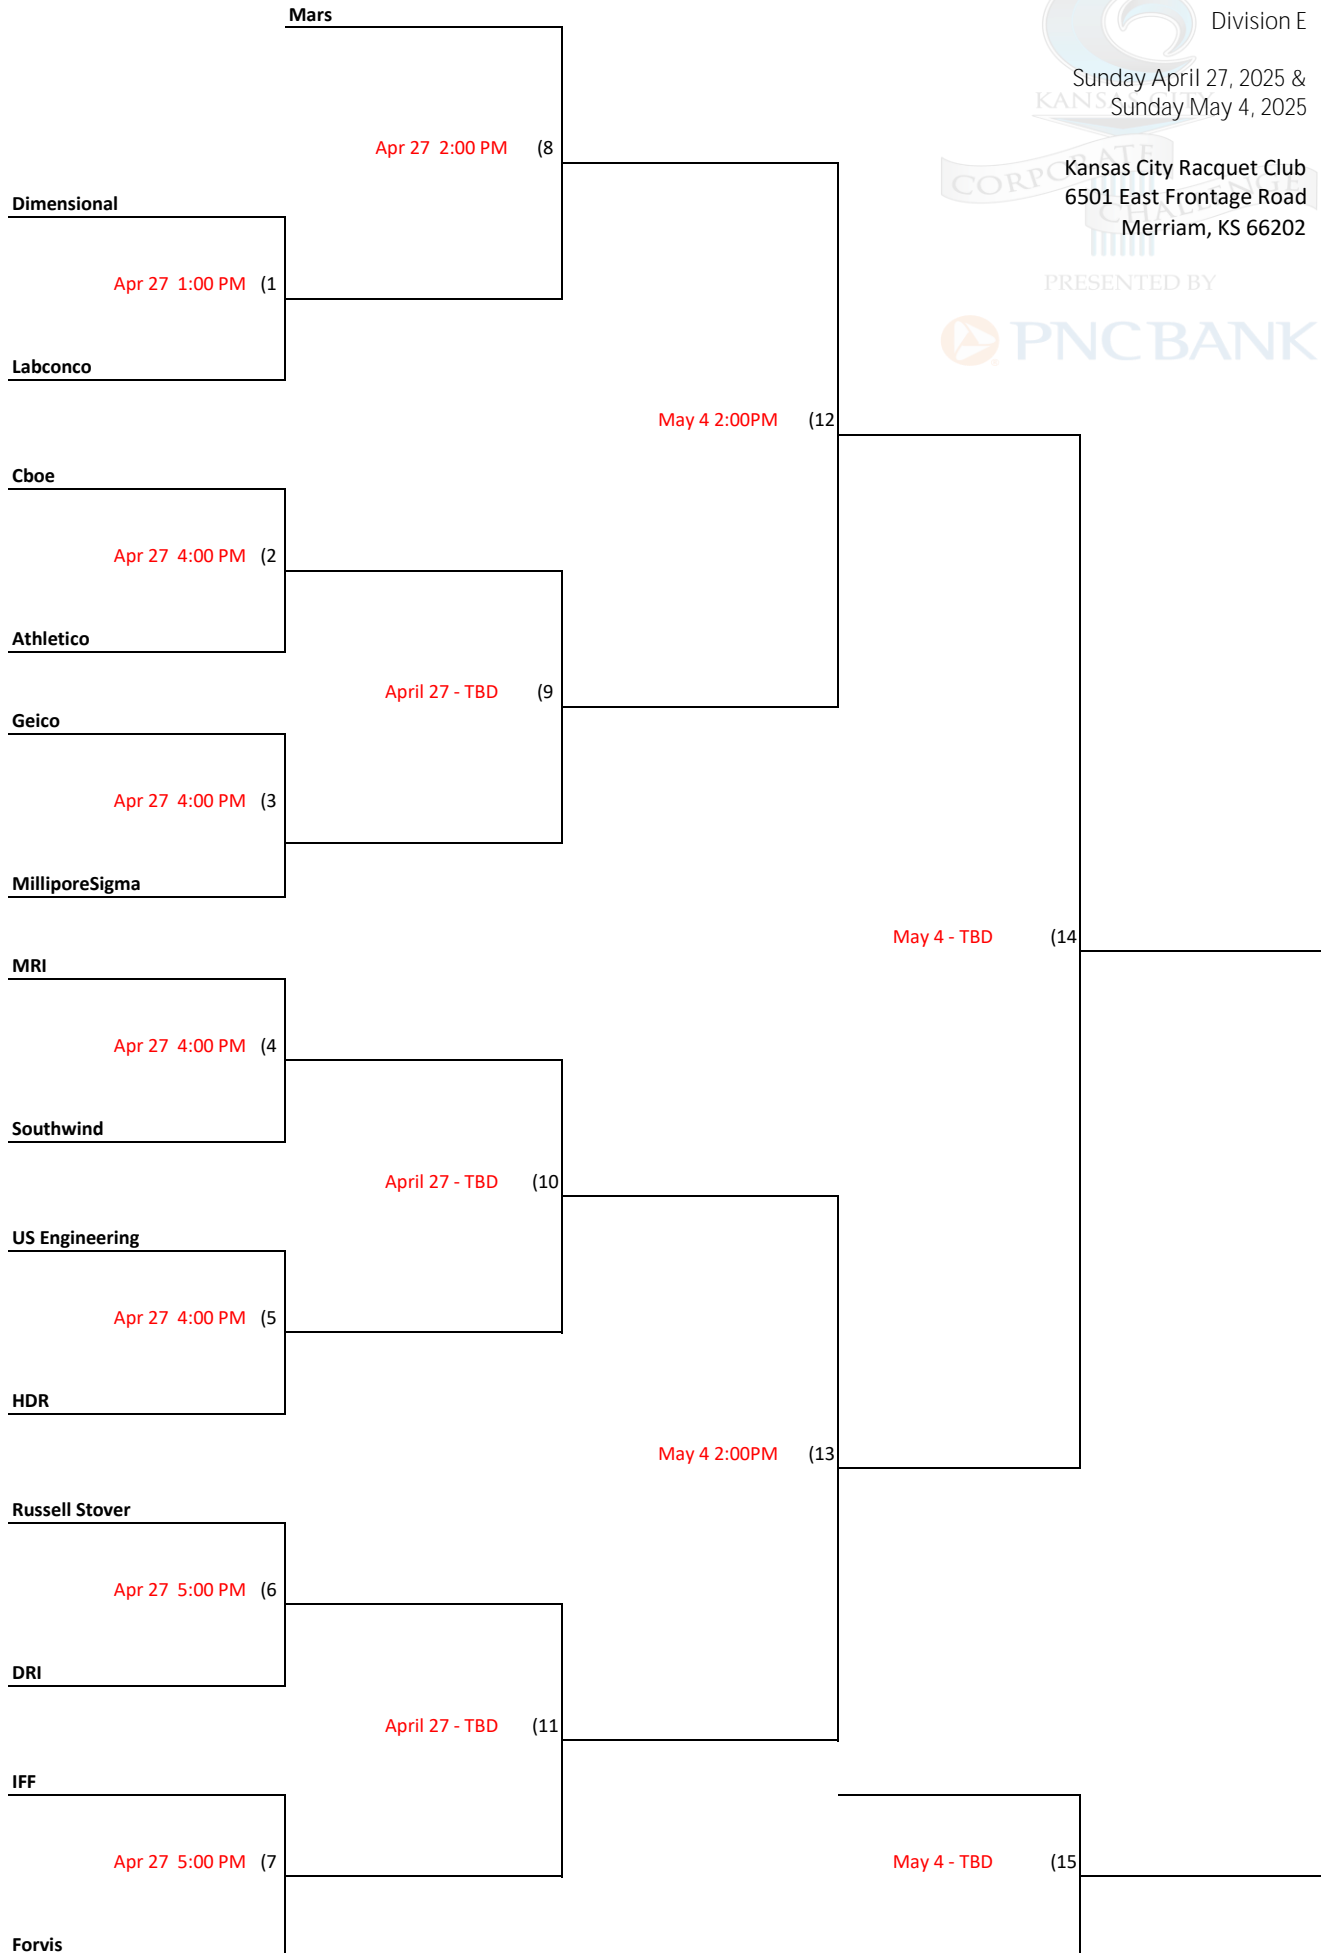 Mars
Division E
Sunday April 27, 2025 &
Sunday May 4, 2025
KANSAS CITY
Apr 27 2:00 PM (8
CORPORATE
CHALLENGE
Kansas City Racquet Club
6501 East Frontage Road
Merriam, KS 66202
Dimensional
Apr 27 1:00 PM (1
PRESENTED BY
PNC BANK
Labconco
May 4 2:00PM (12
Cboe
Apr 27 4:00 PM (2
Athletico
April 27 - TBD (9
Geico
Apr 27 4:00 PM (3
MilliporeSigma
May 4 - TBD (14
MRI
Apr 27 4:00 PM (4
Southwind
April 27 - TBD (10
US Engineering
Apr 27 4:00 PM (5
HDR
May 4 2:00PM (13
Russell Stover
Apr 27 5:00 PM (6
DRI
April 27 - TBD (11
IFF
Apr 27 5:00 PM (7
May 4 - TBD (15
Forvis